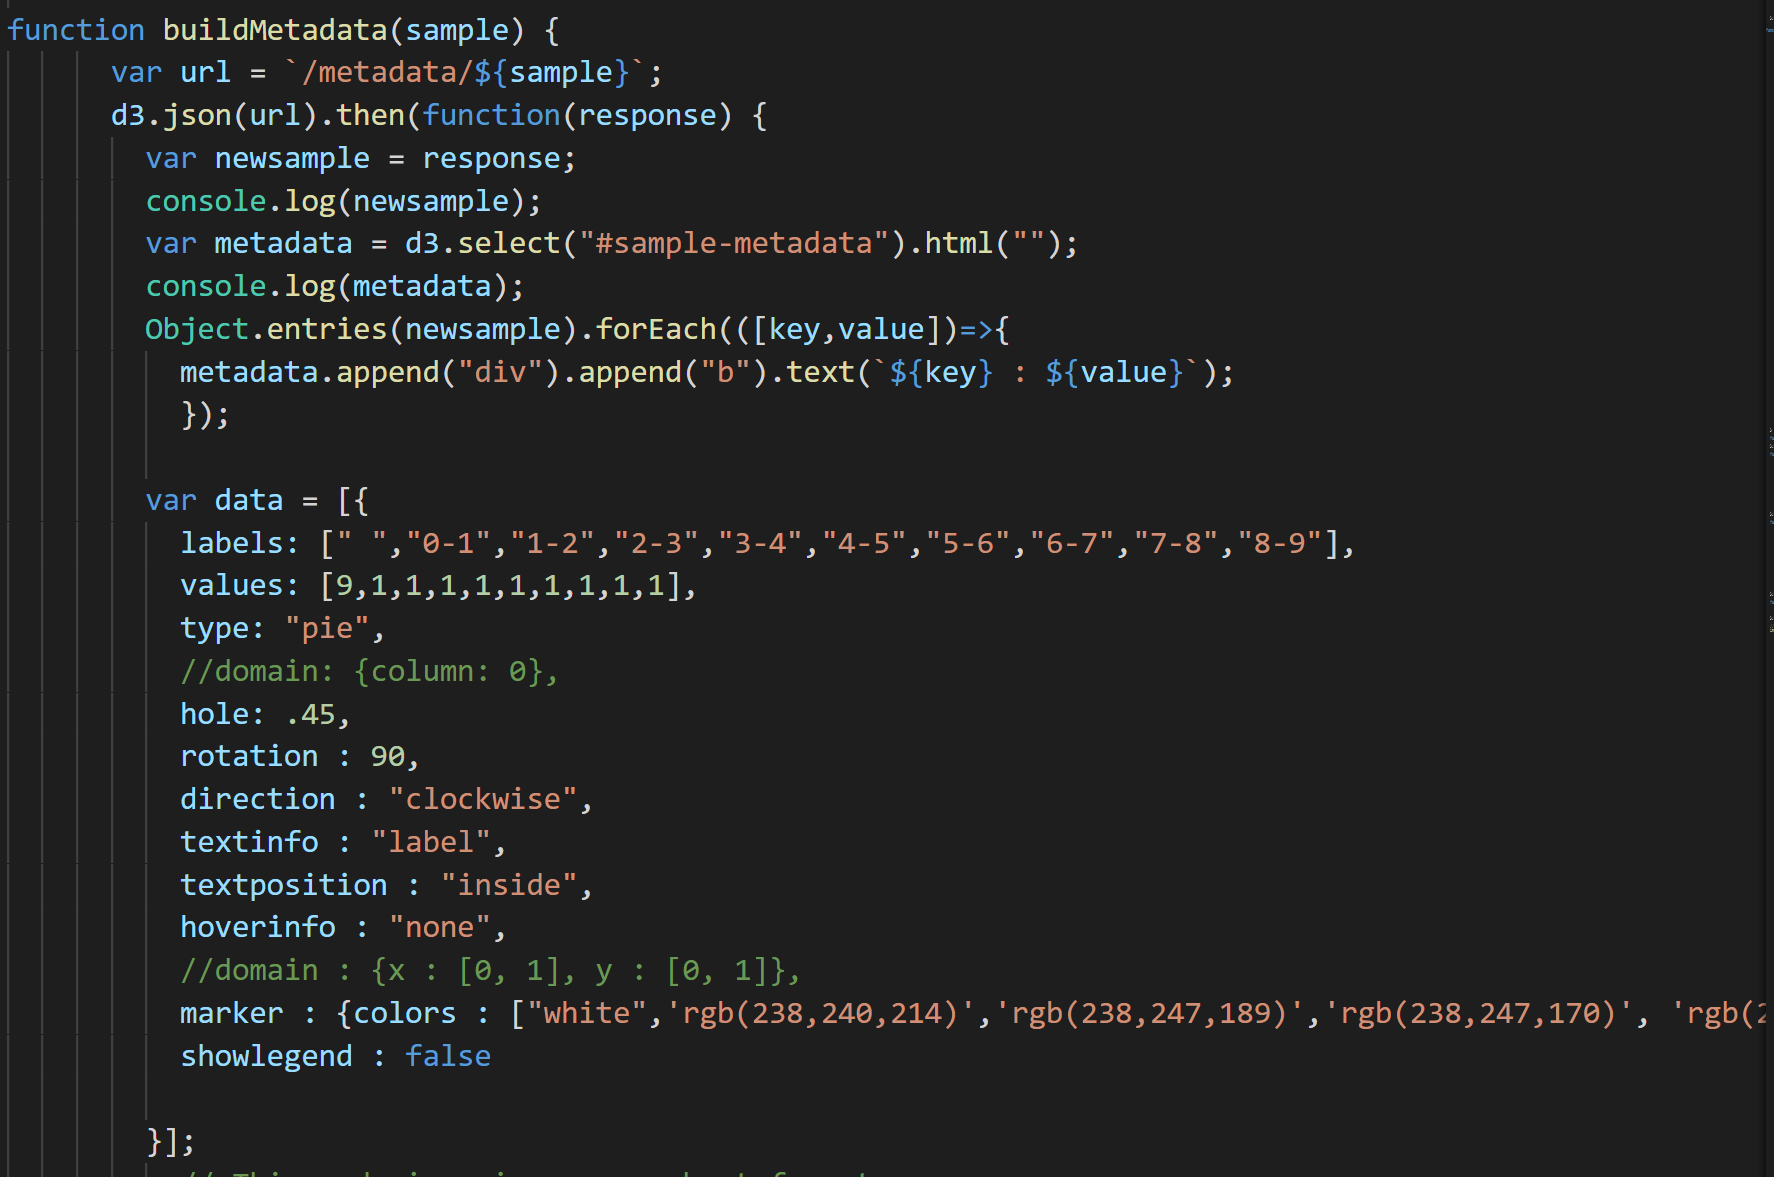 function buildMetadata(sample) {
var url = `/metadata/${sample}`;
d3.json(url).then(function(response) {
var newsample = response;
console.log(newsample);
var metadata = d3.select("#sample-metadata").html("");
console.log(metadata);
Object.entries(newsample).forEach(([key,value])=>{
metadata.append("div").append("b").text(`${key} : ${value}`);
});
var data = [{
labels: [" ","0-1","1-2","2-3","3-4","4-5","5-6","6-7","7-8","8-9"],
values: [9,1,1,1,1,1,1,1,1,1],
type: "pie",
//domain: {column: 0},
hole: .45,
rotation : 90,
direction : "clockwise",
textinfo : "label",
textposition : "inside",
hoverinfo : "none",
//domain : {x : [0, 1], y : [0, 1]},
marker : {colors : ["white",'rgb(238,240,214)','rgb(238,247,189)','rgb(238,247,170)', 'rgb(2
showlegend : false
}];